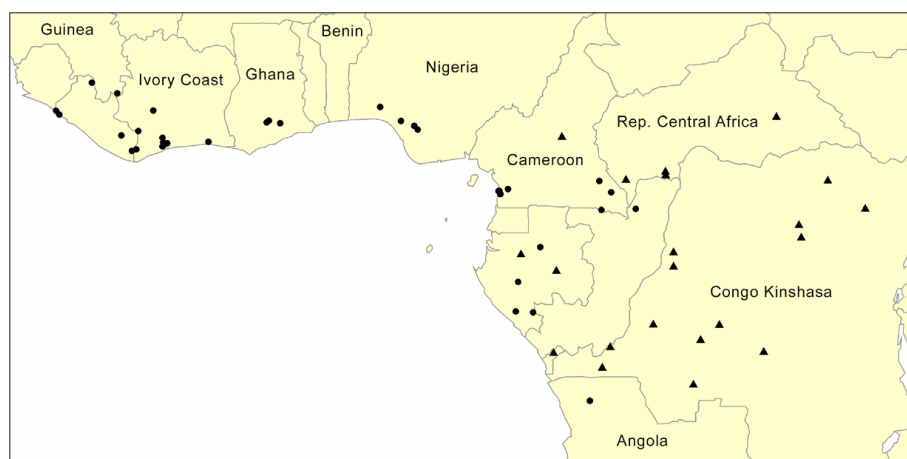 Guinea
Benin
Ivory Coast
Ghana
Nigeria
Rep. Central Africa
Cameroon
Congo Kinshasa
Angola